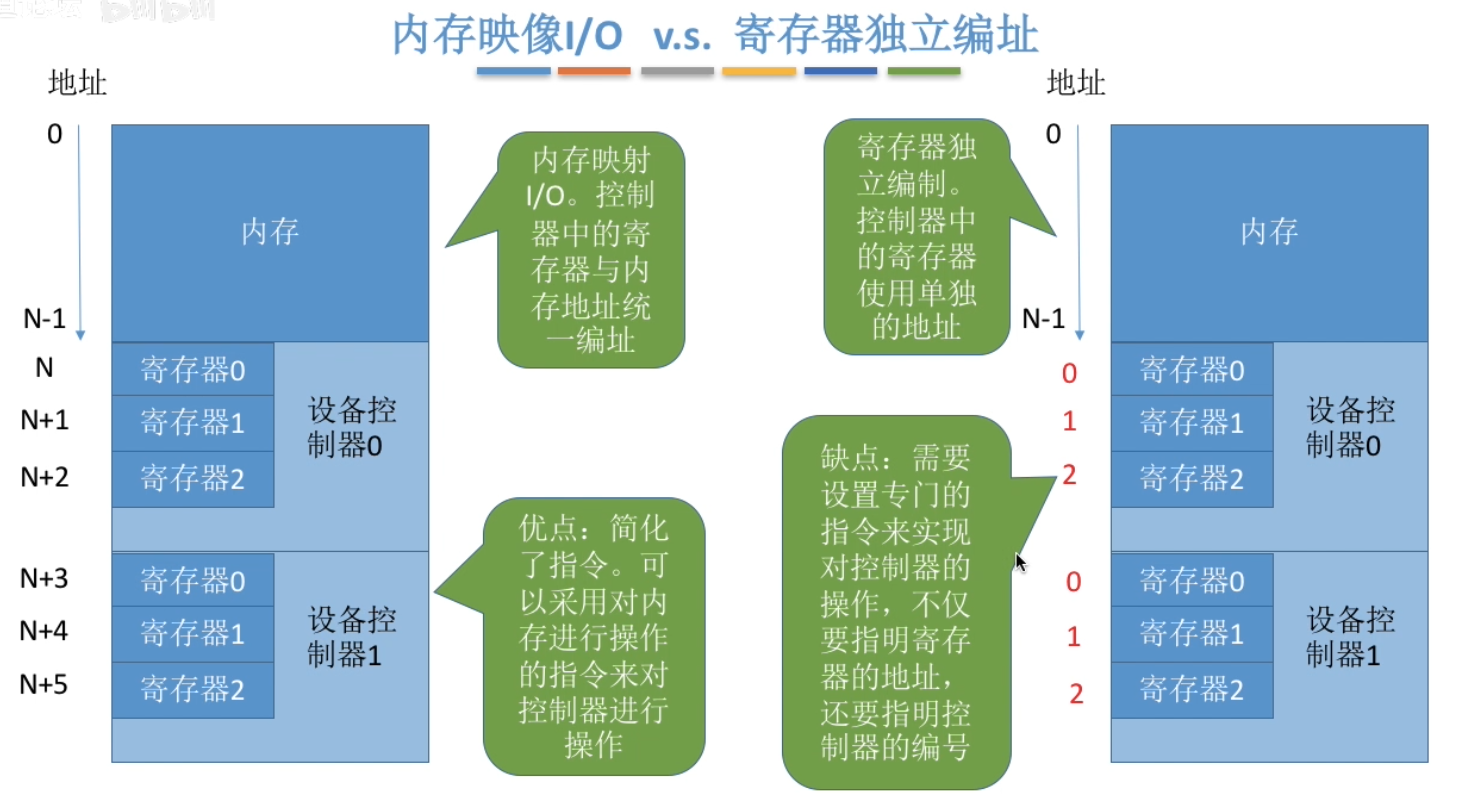 内存映像I/O v.s. 寄存器独立编址
地址
0
N-1
N
N+1
N+2
N+3
N+4
N+5
内存
寄存器0
寄存器1
寄存器2
设备控
制器0
寄存器0
寄存器1
寄存器2
设备控
制器1
内存映射
I/O。控制
器中的寄
存器与内
存地址统
一编址
优点：简化
了指令。可
以采用对内
存进行操作
的指令来对
控制器进行
操作
寄存器独
立编制。
控制器中
的寄存器
使用单独
的地址
缺点：需要
设置专门的
指令来实现
对控制器的
操作，不仅
要指明寄存
器的地址，
还要指明控
制器的编号
地址
0
N-1
0
1
2
0
1
2
内存
寄存器0
寄存器1
寄存器2
设备控
制器0
寄存器0
寄存器1
寄存器2
设备控
制器1